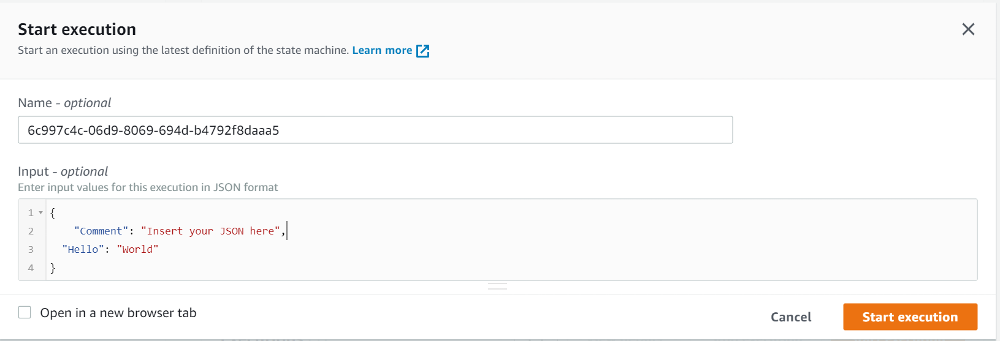 Start execution
Start an execution using the latest definition of the state machine. Learn more
Name - optional
6c997c4c-06d9-8069-694d-b4792f8daaa5
Input - optional
Enter input values for this execution in JSON format
1 {
2 "Comment": "Insert your JSON here",
3 "Hello": "World"
4 }
Open in a new browser tab
Cancel
Start execution